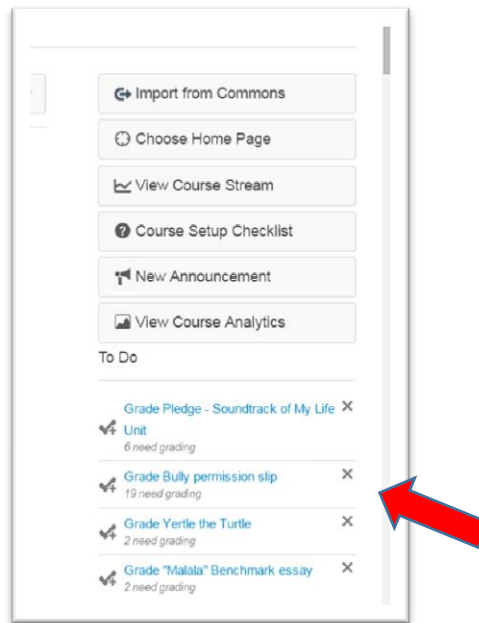 Import from Commons
Choose Home Page
View Course Stream
Course Setup Checklist
New Announcement
View Course Analytics
To Do
Grade Pledge - Soundtrack of My Life
Unit
6 need grading
Grade Bully permission slip
19 need grading
Grade Yertle the Turtle
2 need grading
Grade "Malala" Benchmark essay
2 need grading